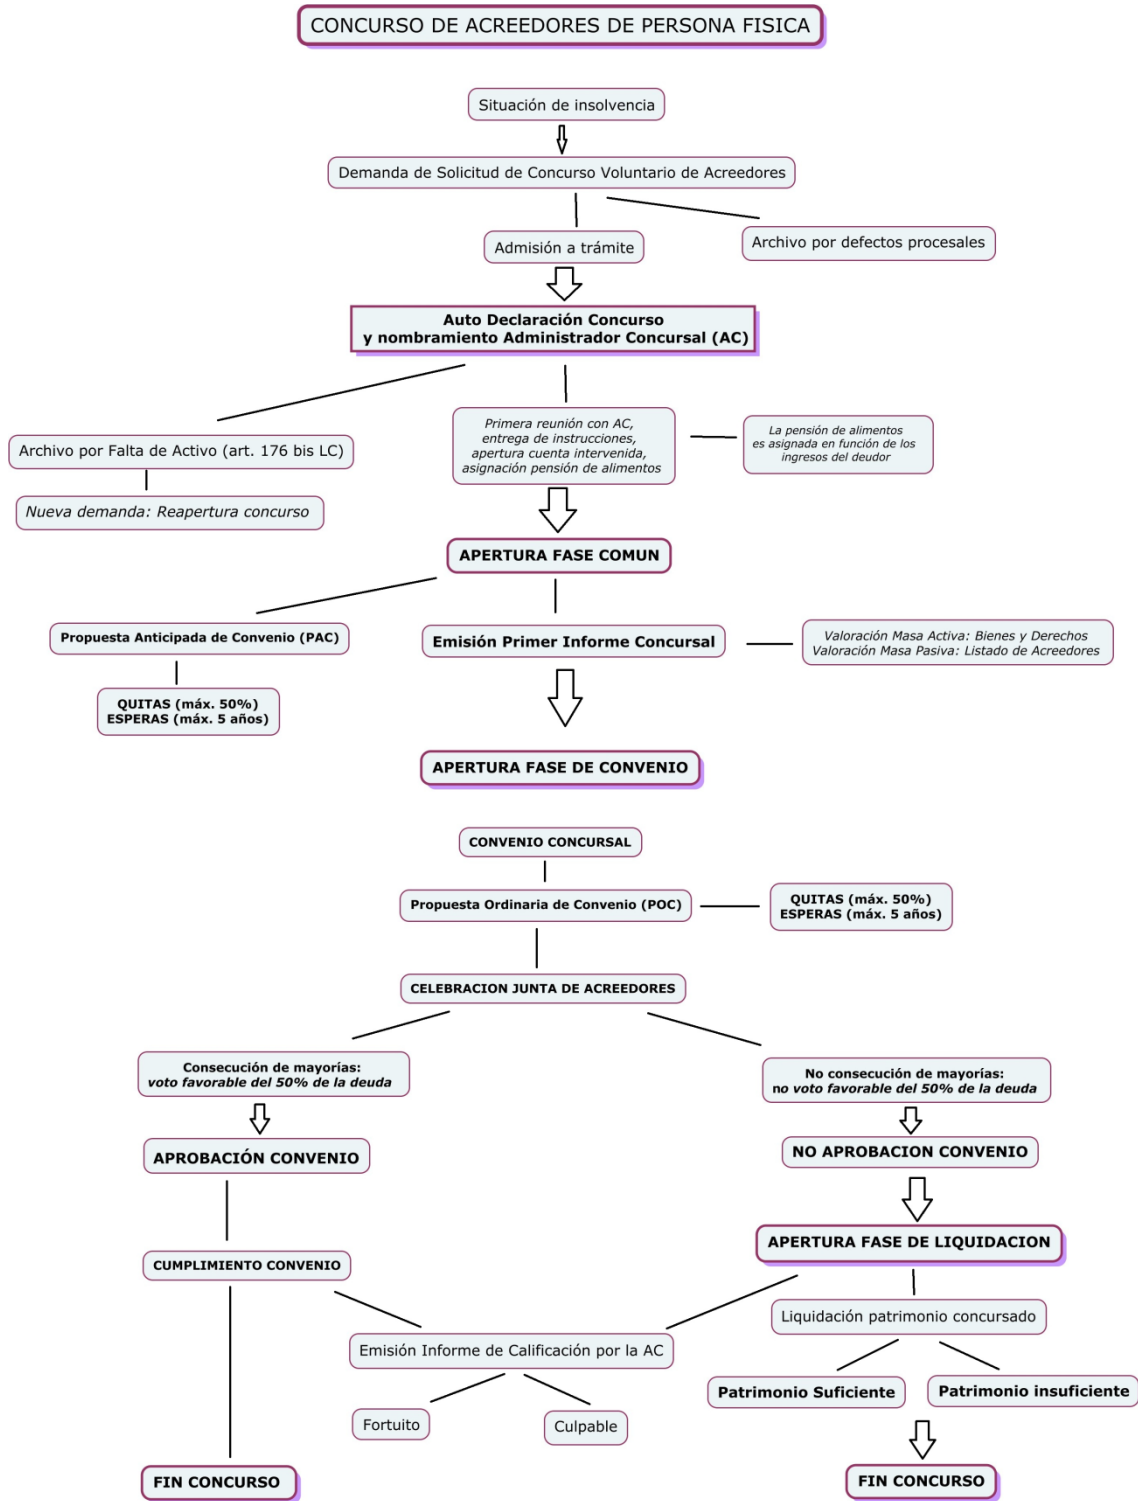 CONCURSO DE ACREEDORES DE PERSONA FISICA
Situación de insolvencia
Demanda de Solicitud de Concurso Voluntario de Acreedores
Admisión a trámite
Archivo por defectos procesales
Auto Declaración Concurso
y nombramiento Administrador Concursal (AC)
Archivo por Falta de Activo (art. 176 bis LC)
Nueva demanda: Reapertura concurso
Primera reunión con AC,
entrega de instrucciones,
apertura cuenta intervenida,
asignación pensión de alimentos
La pensión de alimentos
es asignada en función de los
ingresos del deudor
APERTURA FASE COMUN
Propuesta Anticipada de Convenio (PAC)
QUITAS (máx. 50%)
ESPERAS (máx. 5 años)
Emisión Primer Informe Concursal
Valoración Masa Activa: Bienes y Derechos
Valoración Masa Pasiva: Listado de Acreedores
APERTURA FASE DE CONVENIO
CONVENIO CONCURSAL
Propuesta Ordinaria de Convenio (POC)
QUITAS (máx. 50%)
ESPERAS (máx. 5 años)
CELEBRACION JUNTA DE ACREEDORES
Consecución de mayorías:
voto favorable del 50% de la deuda
No consecución de mayorías:
no voto favorable del 50% de la deuda
APROBACIÓN CONVENIO
NO APROBACION CONVENIO
APERTURA FASE DE LIQUIDACION
CUMPLIMIENTO CONVENIO
Liquidación patrimonio concursado
Emisión Informe de Calificación por la AC
Patrimonio Suficiente
Patrimonio insuficiente
Fortuito
Culpable
FIN CONCURSO
FIN CONCURSO